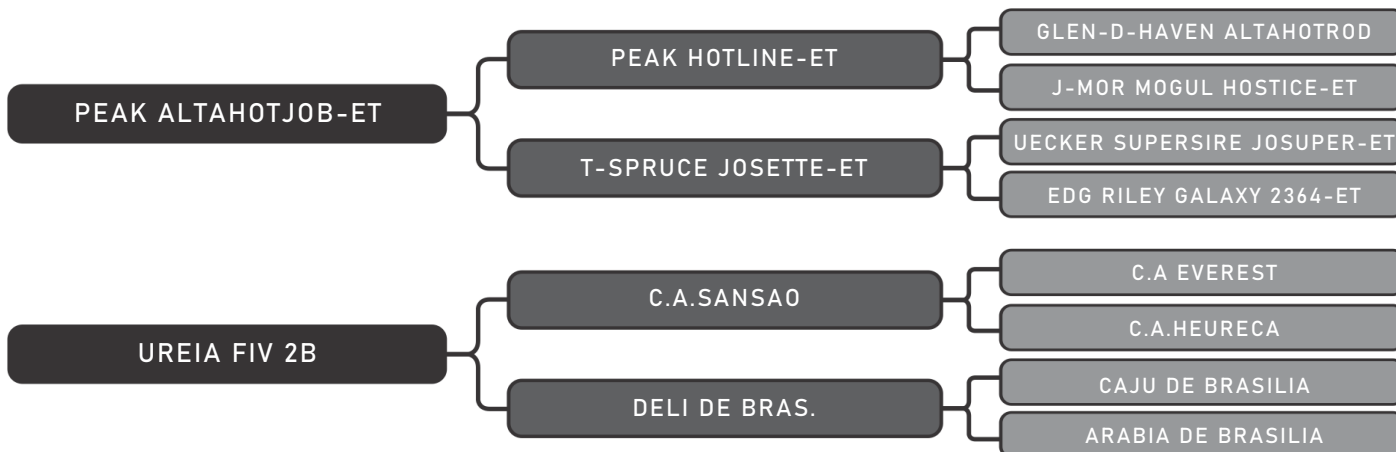 PEAK ALTAHOTJOB-ET
PEAK HOTLINE-ET
GLEN-D-HAVEN ALTAHOTROD
J-MOR MOGUL HOSTICE-ET
T-SPRUCE JOSETTE-ET
UECKER SUPERSIRE JOSUPER-ET
EDG RILEY GALAXY 2364-ET
UREIA FIV 2B
C.A.SANSAO
C.A EVEREST
C.A.HEURECA
DELI DE BRAS.
CAJU DE BRASILIA
ARABIA DE BRASILIA